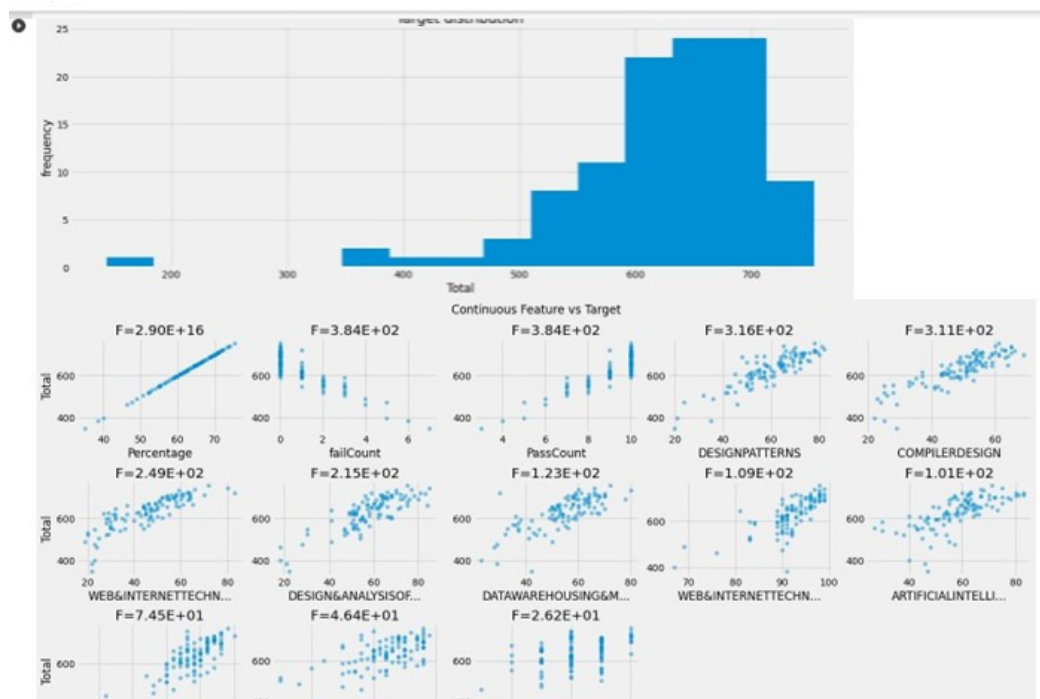 Target distribution
25
20
15
10
5
0
frequency
200 300 400 500 600 700
Total
Continuous Feature vs Target
F=2.90E+16 F=3.84E+02 F=3.84E+02 F=3.16E+02 F=3.11E+02
Total
600 600 600 600 600
400 400 400 400 400
40 50 60 70 0 2 4 6 4 6 8 10 20 40 60 80 20 40 60
Percentage failCount PassCount DESIGNPATTERNS COMPILERDESIGN
F=2.49E+02 F=2.15E+02 F=1.23E+02 F=1.09E+02 F=1.01E+02
Total
600 600 600 600 600
400 400 400 400 400
20 40 60 80 20 40 60 80 20 40 60 80 70 80 90 100 40 60 80
WEB&INTERNETTECHN... DESIGN&ANALYSISOF... DATAWAREHOUSING&M... WEB&INTERNETTECHN... ARTIFICIALINTELLI...
F=7.45E+01 F=4.64E+01 F=2.62E+01
Total
600 600 600